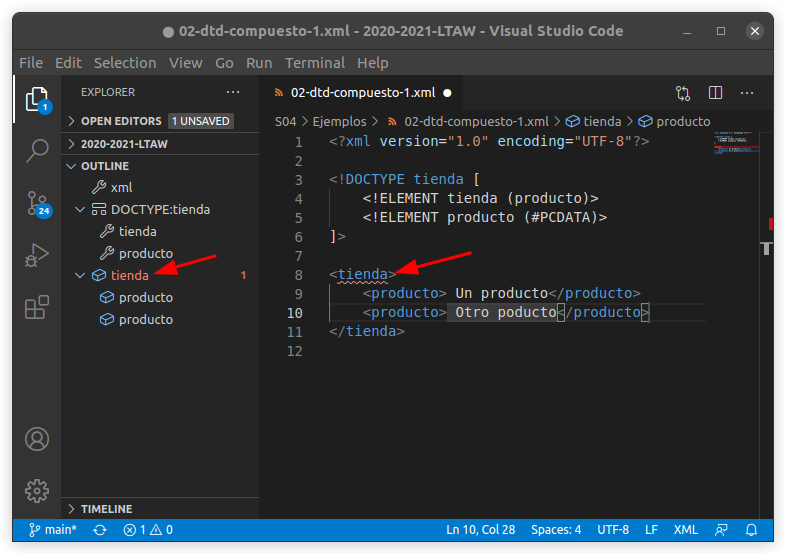 02-dtd-compuesto-1.xml - 2020-2021-LTAW - Visual Studio Code
File Edit Selection View Go Run Terminal Help
EXPLORER
OPEN EDITORS 1 UNSAVED
2020-2021-LTAW
OUTLINE
xml
DOCTYPE:tienda
tienda
producto
tienda 1
producto
producto
TIMELINE
1
24
02-dtd-compuesto-1.xml
S04 > Ejemplos > 02-dtd-compuesto-1.xml > tienda > producto
1 <?xml version="1.0" encoding="UTF-8"?>
2
3 <!DOCTYPE tienda [
4 <!ELEMENT tienda (producto)>
5 <!ELEMENT producto (#PCDATA)>
6 ]>
7
8 <tienda>
9 <producto> Un producto</producto>
10 <producto> Otro poducto</producto>
11 </tienda>
12
main* 1 0 Ln 10, Col 28 Spaces: 4 UTF-8 LF XML